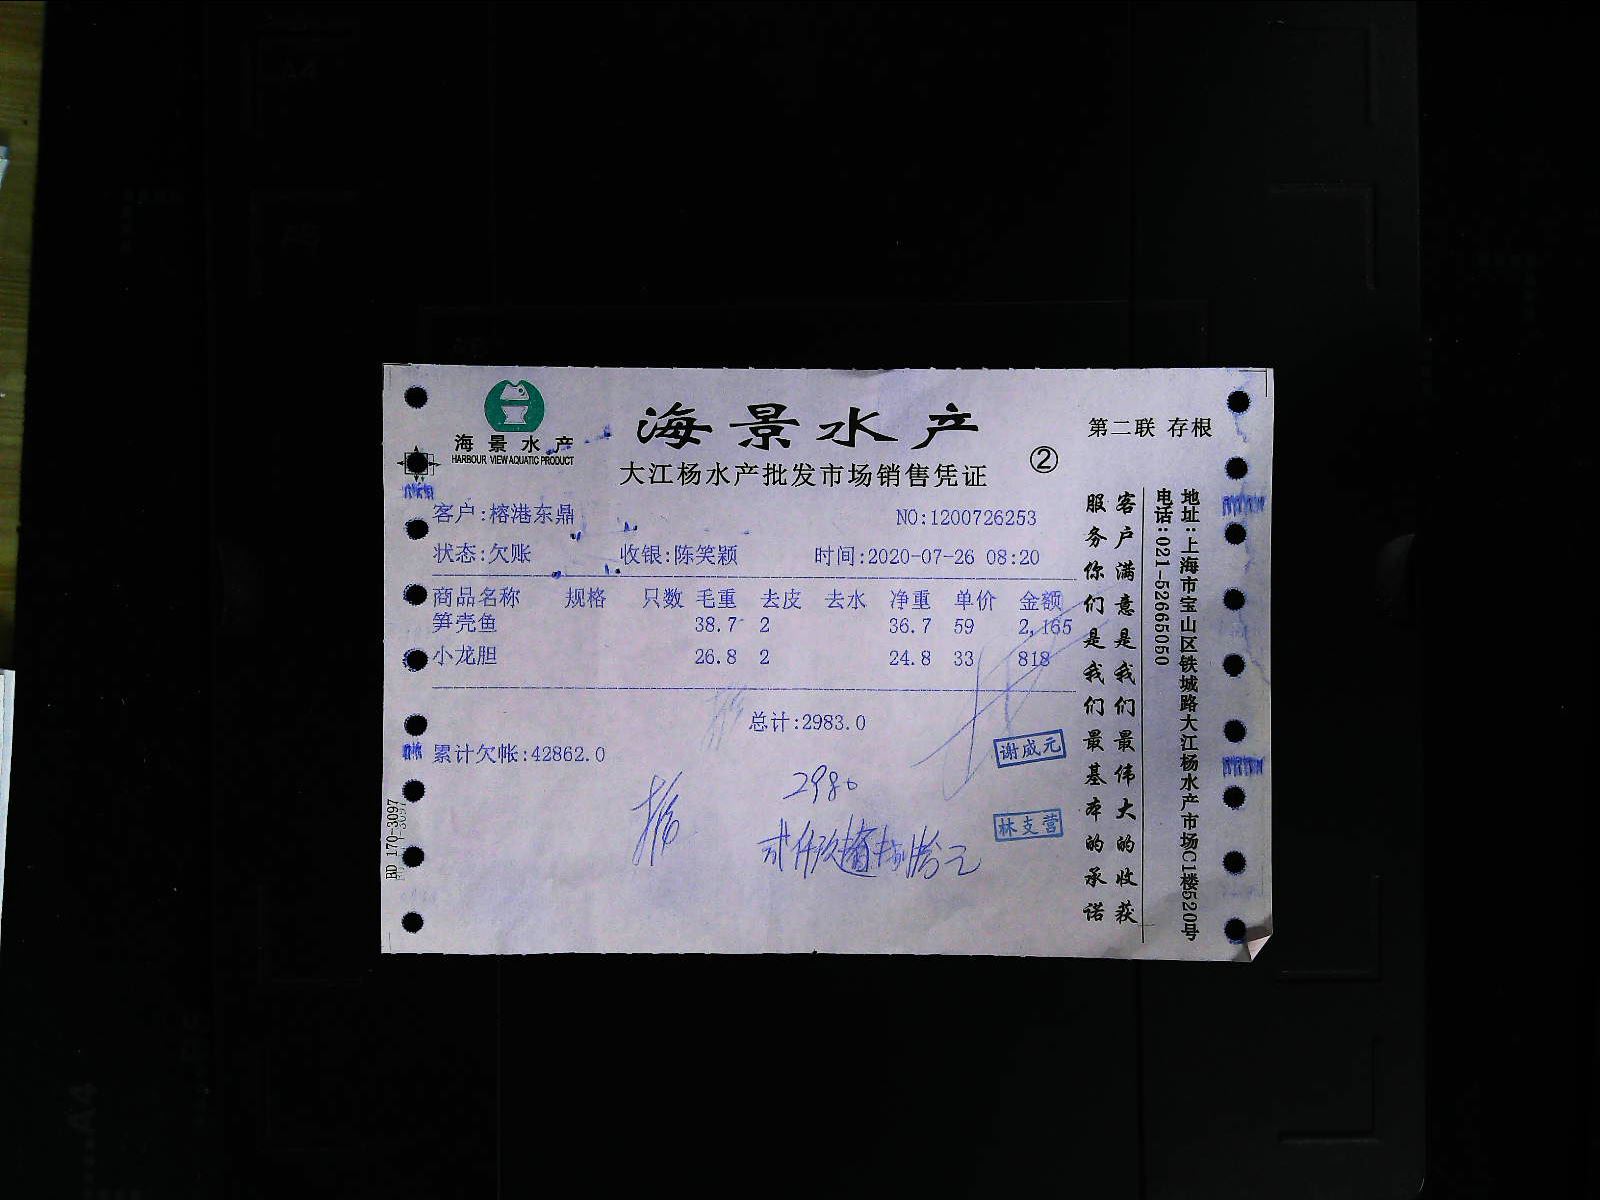 海景水产
HARBOUR VIEW AQUATIC PRODUCT
海景水产
大江杨水产批发市场销售凭证
②
第二联 存根
客户:榕港东鼎
NO:1200726253
状态:欠账 收银:陈笑颖 时间:2020-07-26 08:20
商品名称 规格 只数 毛重 去皮 去水 净重 单价 金额
笋壳鱼 38.7 2 36.7 59 2,165
小龙胆 26.8 2 24.8 33 818
总计:2983.0
累计欠帐:42862.0
2980
谢成元
林支营
客户满意是我们最伟大的收获
服务你们是我们最基本的承诺
地址:上海市宝山区铁城路大江杨水产市场C1楼520号
电话:021-52665050
BD 170-3097